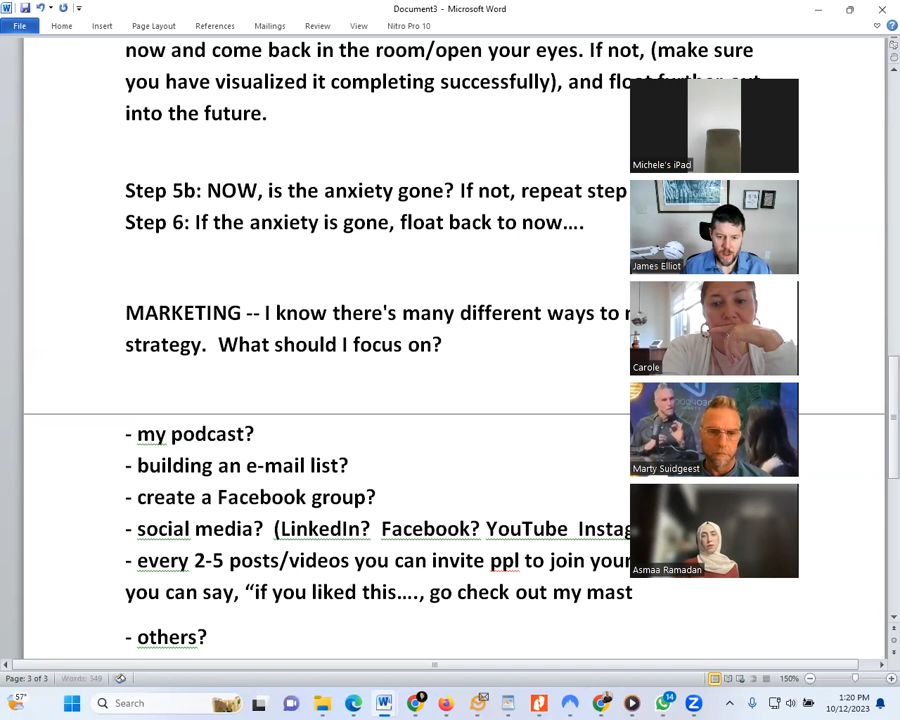 Document3 - Microsoft Word
File Home Insert Page Layout References Mailings Review View Nitro Pro 10
now and come back in the room/open your eyes. If not, (make sure
you have visualized it completing successfully), and float further out
into the future.
Michele's iPad
Step 5b: NOW, is the anxiety gone? If not, repeat step
Step 6: If the anxiety is gone, float back to now….
James Elliot
MARKETING -- I know there's many different ways to
strategy. What should I focus on?
Carole
- my podcast?
- building an e-mail list?
Marty Suidgeest
- create a Facebook group?
- social media? (LinkedIn? Facebook? YouTube
- every 2-5 posts/videos you can invite ppl to join your
Asmaa Ramadan
you can say, “if you liked this…., go check out my mast
- others?
Page: 3 of 3 Words: 349 150%
57° Search 14 1:20 PM
10/12/2023